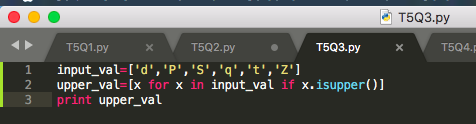 T5Q3.py
T5Q1.py
T5Q2.py
T5Q3.py
T5Q4.py
1 input_val=['d','P','S','q','t','Z']
2 upper_val=[x for x in input_val if x.isupper()]
3 print upper_val